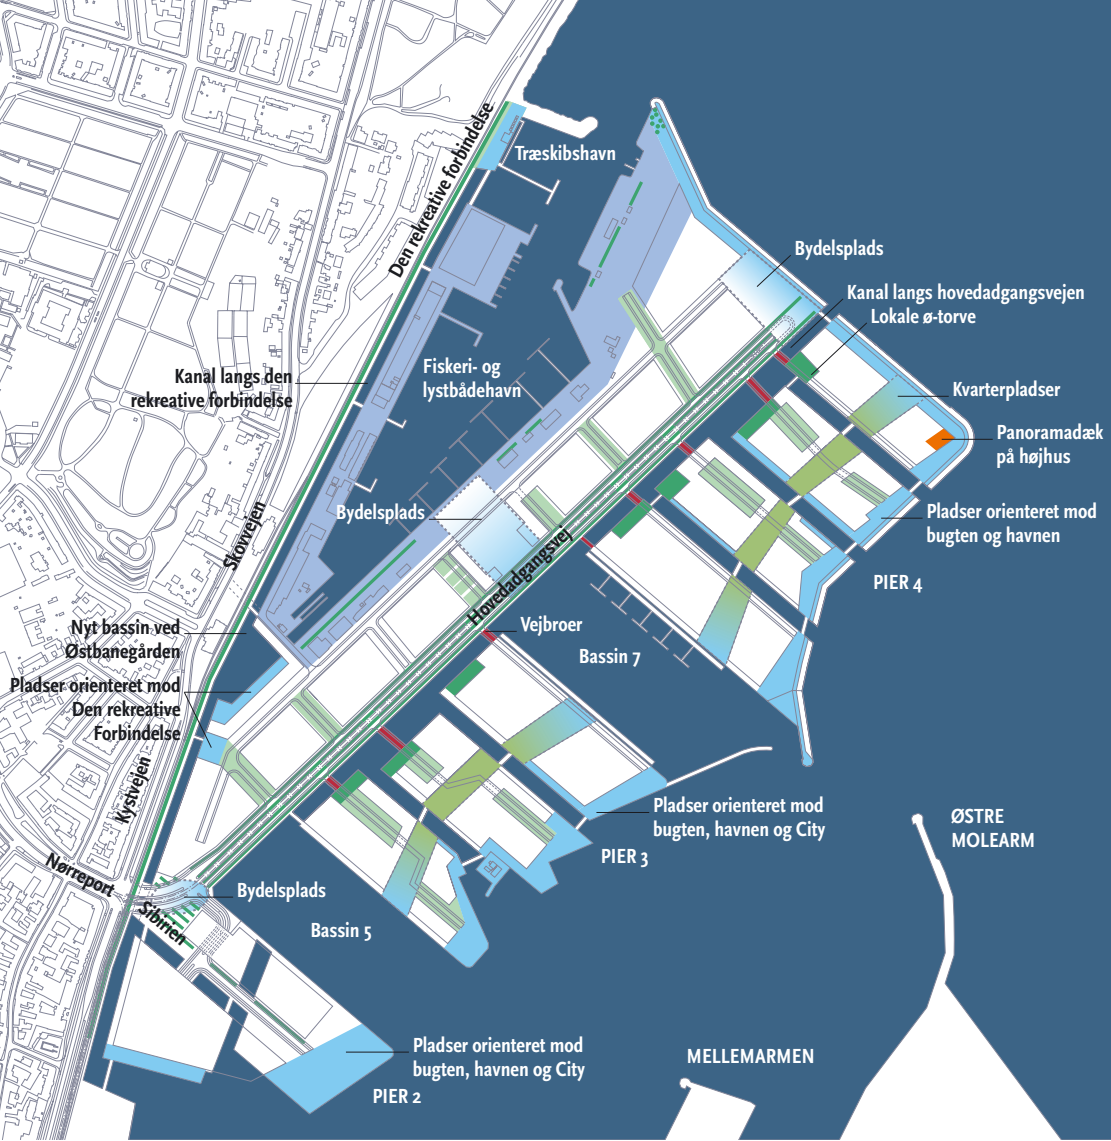 Den rekreative forbindelse
Træskibshavn
Bydelsplads
Kanal langs hovedadgangsvejen
Lokale ø-torve
Fiskeri- og
lystbådehavn
Kanal langs den
rekreative forbindelse
Kvarterpladser
Panoramadæk
på højhus
Bydelsplads
Pladser orienteret mod
bugten og havnen
Skovvejen
Hovedadgangsvej
PIER 4
Nyt bassin ved
Østbanegården
Vejbroer
Bassin 7
Pladser orienteret mod
Den rekreative
Forbindelse
Kystvejen
Pladser orienteret mod
bugten, havnen og City
ØSTRE
MOLEARM
PIER 3
Nørreport
Bydelsplads
Sibirien
Bassin 5
Pladser orienteret mod
bugten, havnen og City
MELLEMARMEN
PIER 2